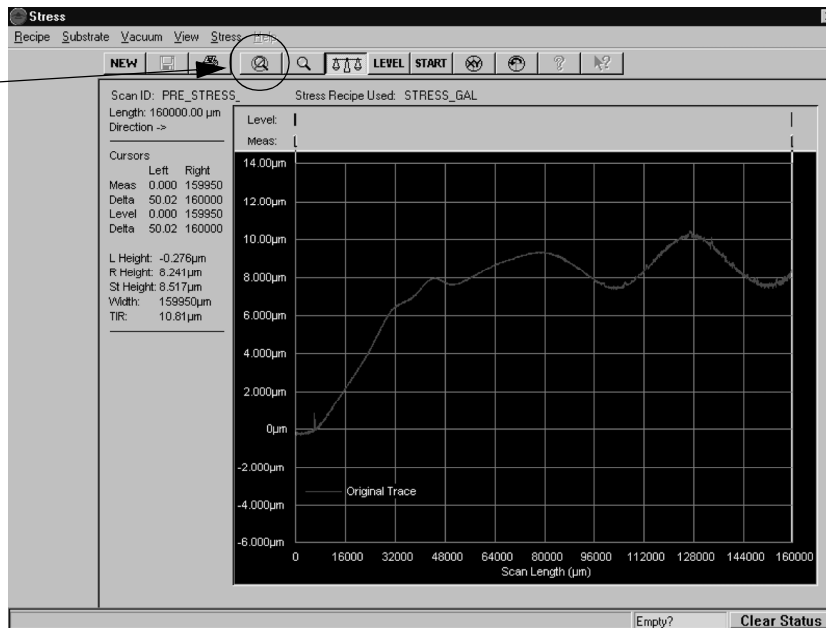 Stress
Recipe Substrate Vacuum View Stress Help
NEW LEVEL START XY ? ?
Scan ID: PRE_STRESS_ Stress Recipe Used: STRESS_GAL
Length: 160000.00 µm
Direction ->
Cursors
Left Right
Meas 0.000 159950
Delta 50.02 160000
Level 0.000 159950
Delta 50.02 160000
L Height: -0.276µm
R Height: 8.241µm
St Height: 8.517µm
Width: 159950µm
TIR: 10.81µm
Level:
Meas:
14.00µm
12.00µm
10.00µm
8.000µm
6.000µm
4.000µm
2.000µm
0µm
-2.000µm
-4.000µm
-6.000µm
Original Trace
0 16000 32000 48000 64000 80000 96000 112000 128000 144000 160000
Scan Length (µm)
Empty? Clear Status